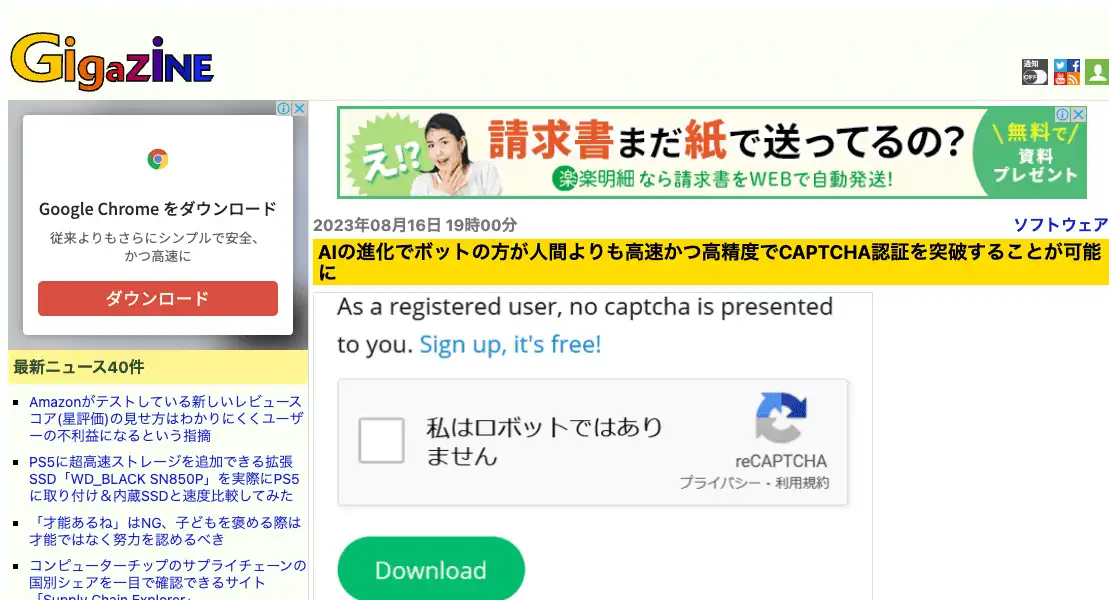 GIGAZINE
通知
OFF
Google Chrome をダウンロード
従来よりもさらにシンプルで安全、
かつ高速に
ダウンロード
え!?
請求書まだ紙で送ってるの?
楽楽明細なら請求書をWEBで自動発送!
\無料で/
資料
プレゼント
2023年08月16日 19時00分
ソフトウェア
AIの進化でボットの方が人間よりも高速かつ高精度でCAPTCHA認証を突破することが可能
に
最新ニュース40件
Amazonがテストしている新しいレビュース
コア(星評価)の見せ方はわかりにくくユーザ
ーの不利益になるという指摘
PS5に超高速ストレージを追加できる拡張
SSD「WD_BLACK SN850P」を実際にPS5
に取り付け＆内蔵SSDと速度比較してみた
「才能あるね」はNG、子どもを褒める際は
才能ではなく努力を認めるべき
コンピューターチップのサプライチェーンの
国別シェアを一目で確認できるサイト
「Supply Chain Explorer」
As a registered user, no captcha is presented
to you. Sign up, it's free!
私はロボットではあり
ません
reCAPTCHA
プライバシー - 利用規約
Download